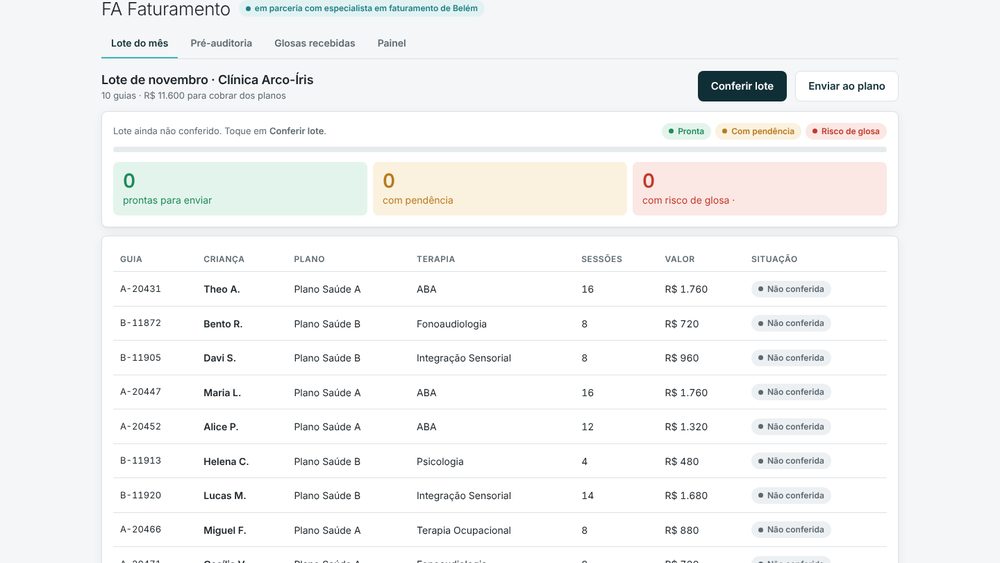 FA Faturamento
em parceria com especialista em faturamento de Belém
Lote do mês
Pré-auditoria
Glosas recebidas
Painel
Lote de novembro · Clínica Arco-Íris
10 guias · R$ 11.600 para cobrar dos planos
Conferir lote
Enviar ao plano
Lote ainda não conferido. Toque em Conferir lote.
Pronta
Com pendência
Risco de glosa
0
prontas para enviar
0
com pendência
0
com risco de glosa ·
GUIA CRIANÇA PLANO TERAPIA SESSÕES VALOR SITUAÇÃO
A-20431 Theo A. Plano Saúde A ABA 16 R$ 1.760 Não conferida
B-11872 Bento R. Plano Saúde B Fonoaudiologia 8 R$ 720 Não conferida
B-11905 Davi S. Plano Saúde B Integração Sensorial 8 R$ 960 Não conferida
A-20447 Maria L. Plano Saúde A ABA 16 R$ 1.760 Não conferida
A-20452 Alice P. Plano Saúde A ABA 12 R$ 1.320 Não conferida
B-11913 Helena C. Plano Saúde B Psicologia 4 R$ 480 Não conferida
B-11920 Lucas M. Plano Saúde B Integração Sensorial 14 R$ 1.680 Não conferida
A-20466 Miguel F. Plano Saúde A Terapia Ocupacional 8 R$ 880 Não conferida